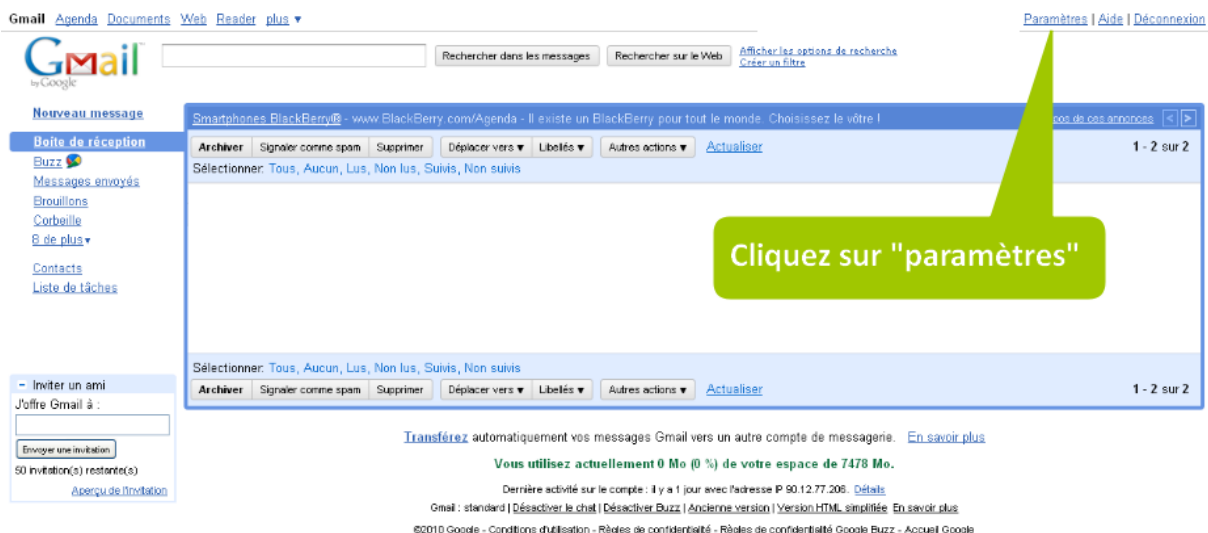 Gmail Agenda Documents Web Reader plus ▼
Paramètres | Aide | Déconnexion
Gmail
by Google
Rechercher dans les messages
Rechercher sur le Web
Afficher les options de recherche
Créer un filtre
Nouveau message
Boîte de réception
Buzz
Messages envoyés
Brouillons
Corbeille
8 de plus ▼
Contacts
Liste de tâches
Smartphones BlackBerry® - www.BlackBerry.com/Agenda - Il existe un BlackBerry pour tout le monde. Choisissez le vôtre !
de ces annonces < >
Archiver Signaler comme spam Supprimer Déplacer vers ▼ Libellés ▼ Autres actions ▼ Actualiser 1 - 2 sur 2
Sélectionner: Tous, Aucun, Lus, Non lus, Suivis, Non suivis
Cliquez sur "paramètres"
Sélectionner: Tous, Aucun, Lus, Non lus, Suivis, Non suivis
Archiver Signaler comme spam Supprimer Déplacer vers ▼ Libellés ▼ Autres actions ▼ Actualiser 1 - 2 sur 2
− Inviter un ami
J'offre Gmail à :
Envoyer une invitation
50 invitation(s) restante(s)
Aperçu de l'invitation
Transférez automatiquement vos messages Gmail vers un autre compte de messagerie. En savoir plus
Vous utilisez actuellement 0 Mo (0 %) de votre espace de 7478 Mo.
Dernière activité sur le compte : il y a 1 jour avec l'adresse IP 90.12.77.206. Détails
Gmail : standard | Désactiver le chat | Désactiver Buzz | Ancienne version | Version HTML simplifiée En savoir plus
©2010 Google - Conditions d'utilisation - Règles de confidentialité - Règles de confidentialité Google Buzz - Accueil Google